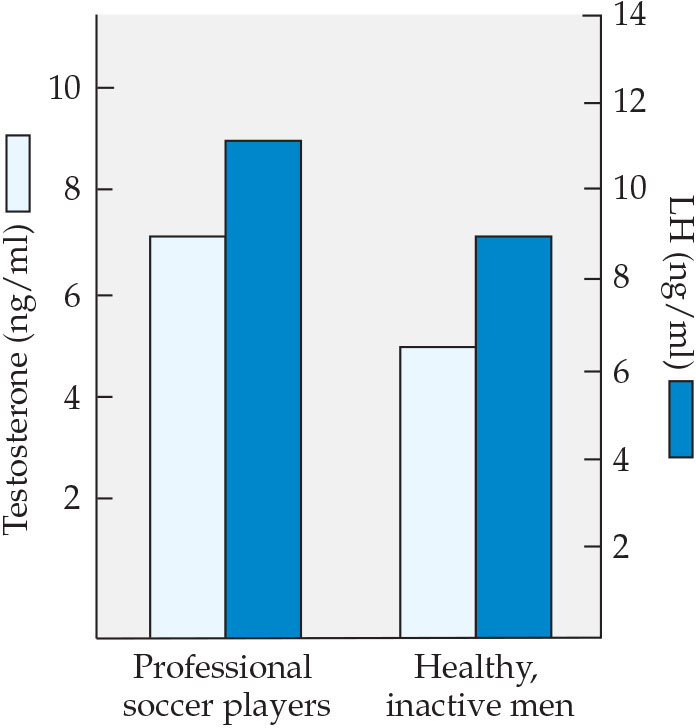 Testosterone (ng/ml)
10
8
6
4
2
14
12
10
8
6
4
2
LH (ng/ml)
Professional
soccer players
Healthy,
inactive men